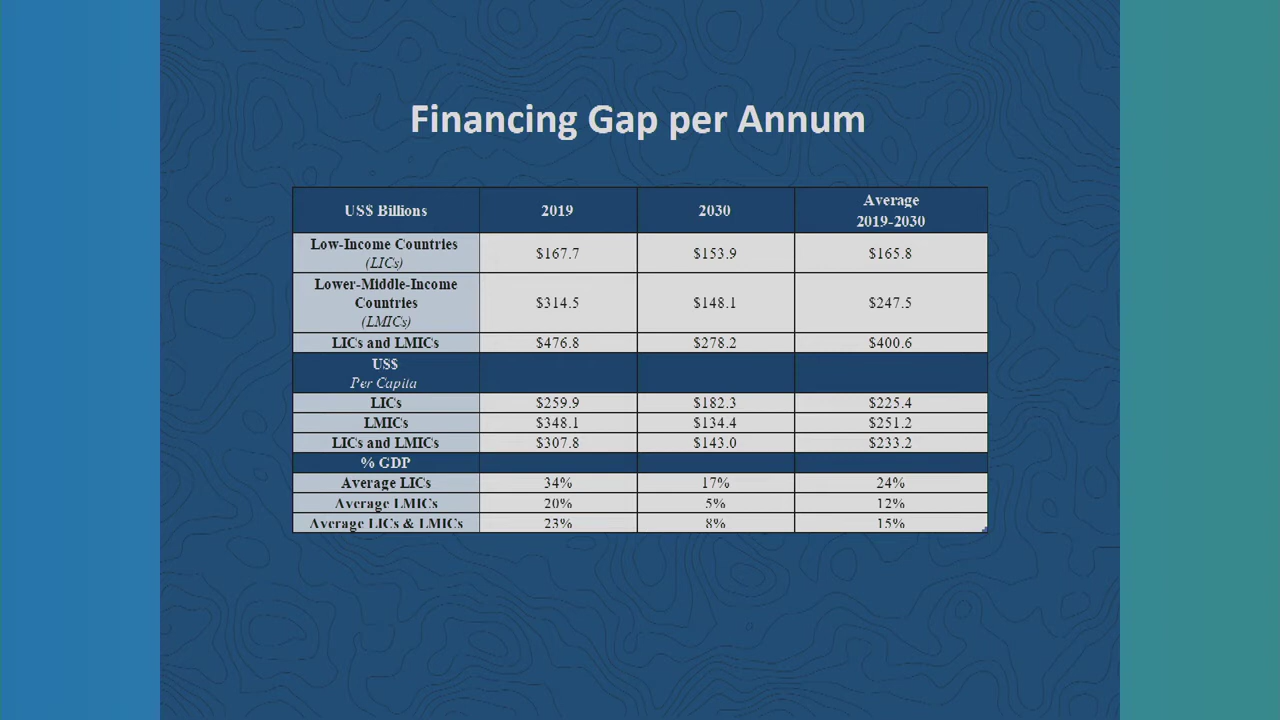 Financing Gap per Annum
US$ Billions 2019 2030 Average 2019-2030
Low-Income Countries (LICs) $167.7 $153.9 $165.8
Lower-Middle-Income Countries (LMICs) $314.5 $148.1 $247.5
LICs and LMICs $476.8 $278.2 $400.6
US$ Per Capita
LICs $259.9 $182.3 $225.4
LMICs $348.1 $134.4 $251.2
LICs and LMICs $307.8 $143.0 $233.2
% GDP
Average LICs 34% 17% 24%
Average LMICs 20% 5% 12%
Average LICs & LMICs 23% 8% 15%